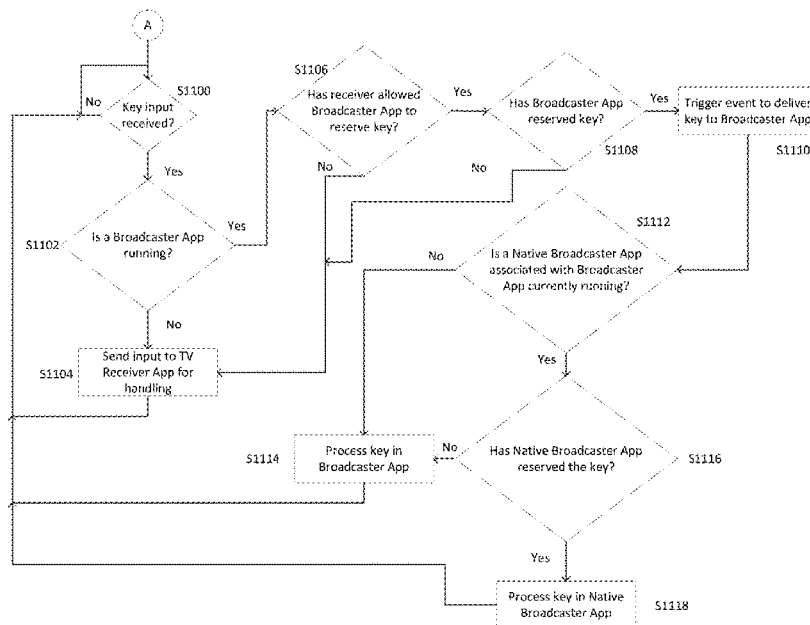 A
S1100
No
Key input
received?
Yes
S1102
Is a Broadcaster App
running?
Yes
No
S1104
Send input to TV
Receiver App for
handling
S1106
Has receiver allowed
Broadcaster App to
reserve key?
Yes
No
Has Broadcaster App
reserved key?
S1108
Yes
No
Trigger event to deliver
key to Broadcaster App
S1110
S1112
Is a Native Broadcaster App
associated with Broadcaster
App currently running?
No
Yes
S1114
Process key in
Broadcaster App
No
Has Native Broadcaster App
reserved the key?
S1116
Yes
Process key in Native
Broadcaster App
S1118